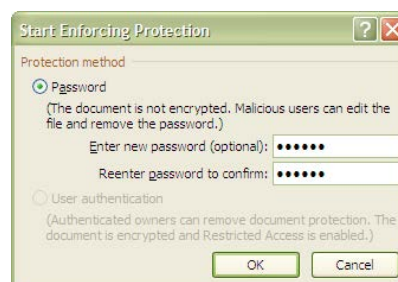 Start Enforcing Protection
Protection method
Password
(The document is not encrypted. Malicious users can edit the
file and remove the password.)
Enter new password (optional): ••••••
Reenter password to confirm: ••••••
User authentication
(Authenticated owners can remove document protection. The
document is encrypted and Restricted Access is enabled.)
OK Cancel